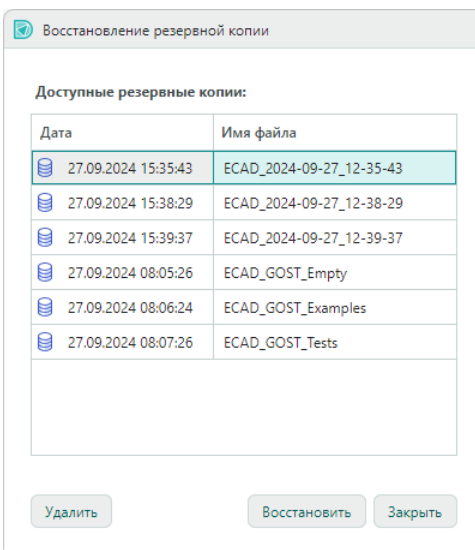 Восстановление резервной копии
Доступные резервные копии:
Дата Имя файла
27.09.2024 15:35:43 ECAD_2024-09-27_12-35-43
27.09.2024 15:38:29 ECAD_2024-09-27_12-38-29
27.09.2024 15:39:37 ECAD_2024-09-27_12-39-37
27.09.2024 08:05:26 ECAD_GOST_Empty
27.09.2024 08:06:24 ECAD_GOST_Examples
27.09.2024 08:07:26 ECAD_GOST_Tests
Удалить Восстановить Закрыть